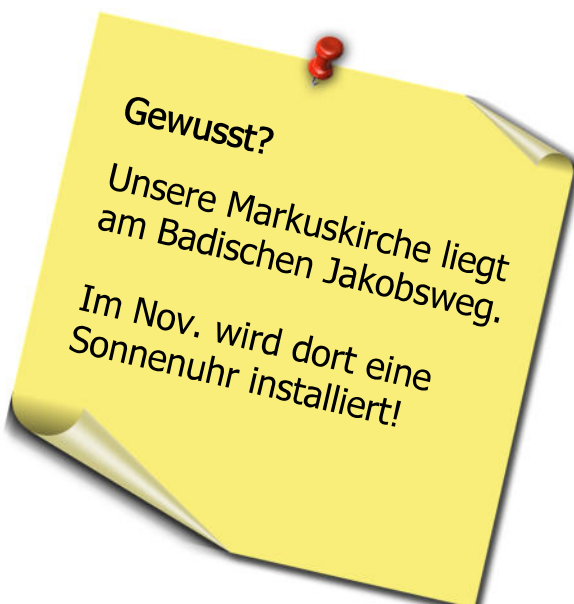 Gewusst?
Unsere Markuskirche liegt
am Badischen Jakobsweg.
Im Nov. wird dort eine
Sonnenuhr installiert!